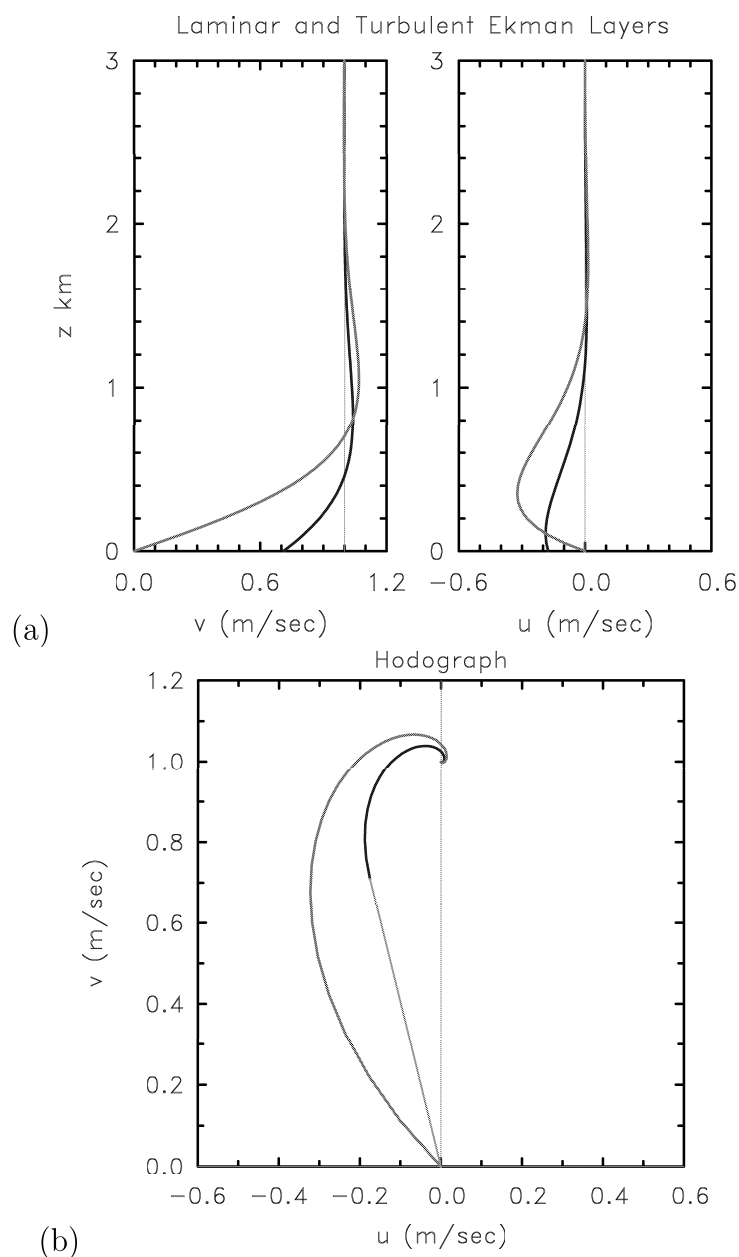 Laminar and Turbulent Ekman Layers
3 3
2 2
z km
1 1
0 0
0.0 0.6 1.2 −0.6 0.0 0.6
v (m/sec) u (m/sec)
(a)
Hodograph
1.2
1.0
0.8
v (m/sec)
0.6
0.4
0.2
0.0
−0.6 −0.4 −0.2 0.0 0.2 0.4 0.6
u (m/sec)
(b)